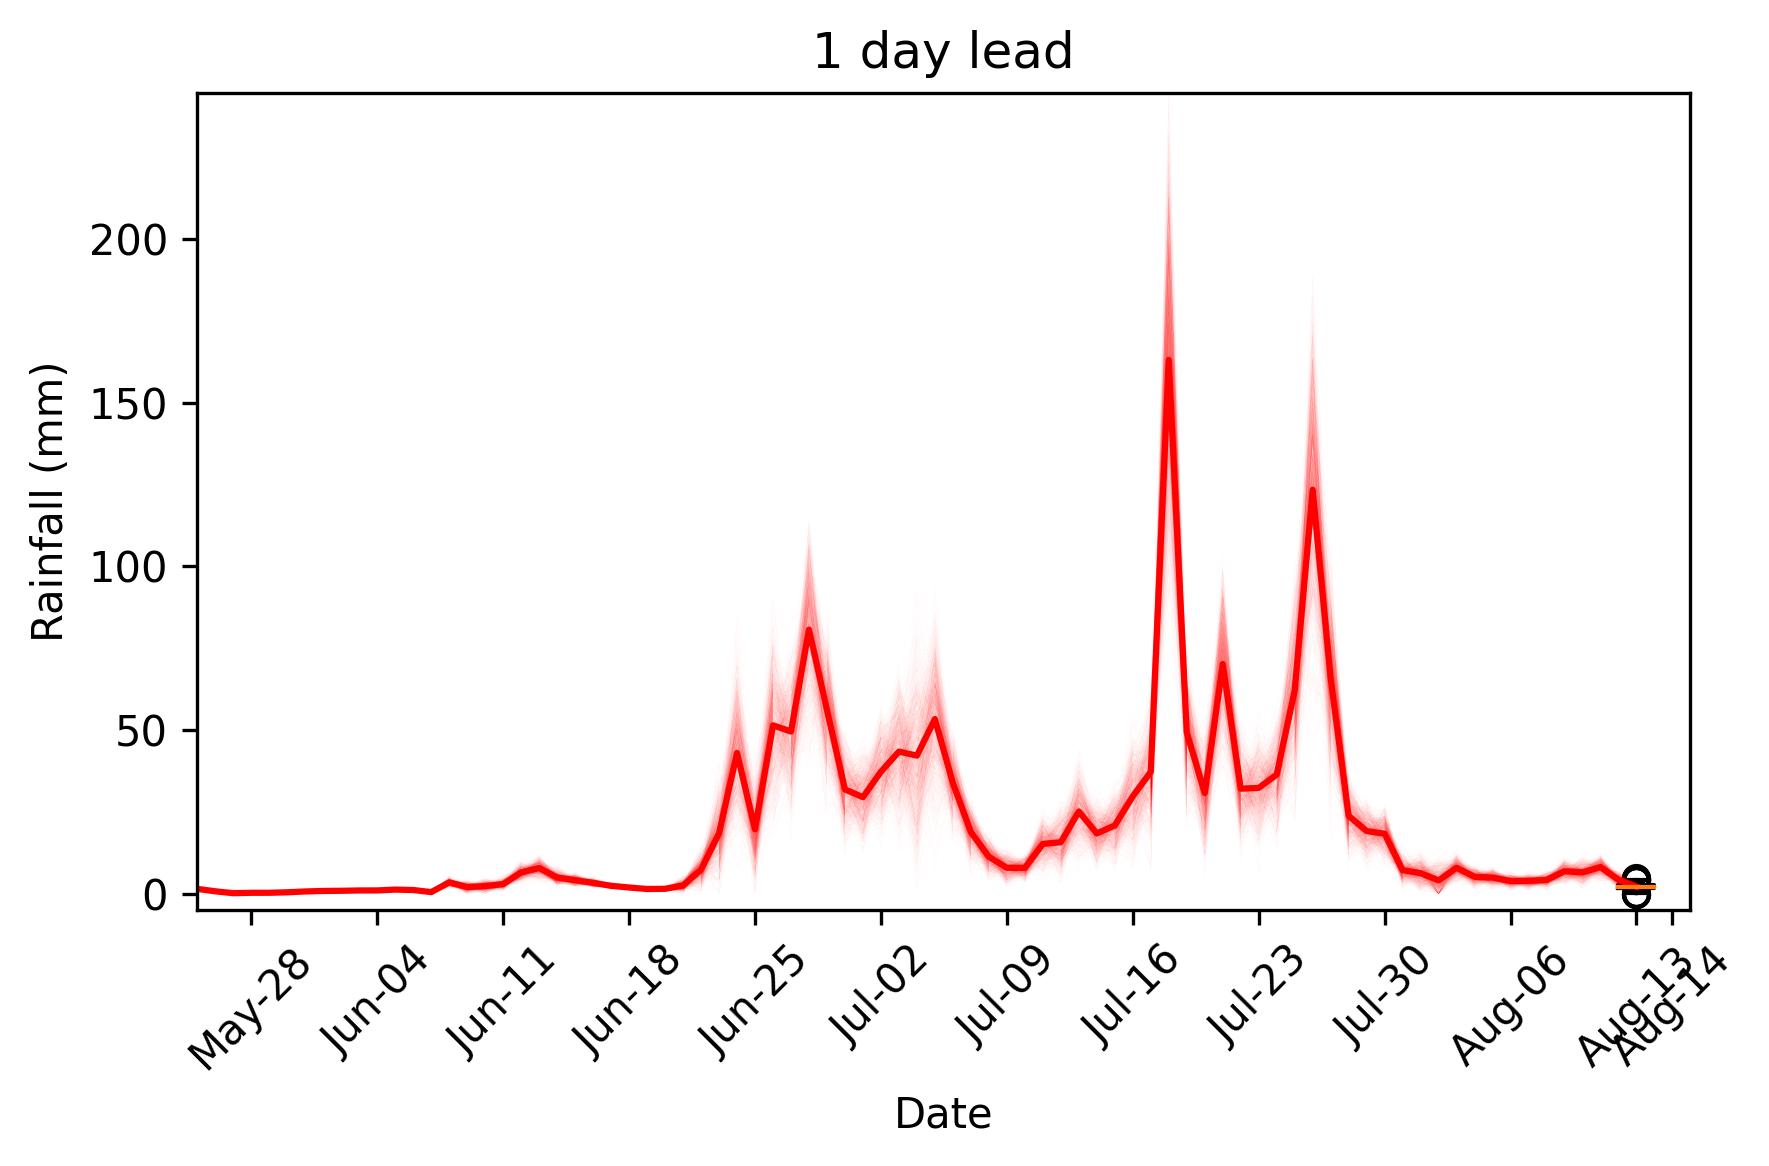 1 day lead
Rainfall (mm)
200
150
100
50
0
May-28
Jun-04
Jun-11
Jun-18
Jun-25
Jul-02
Jul-09
Jul-16
Jul-23
Jul-30
Aug-06
Aug-13
Aug-14
Date